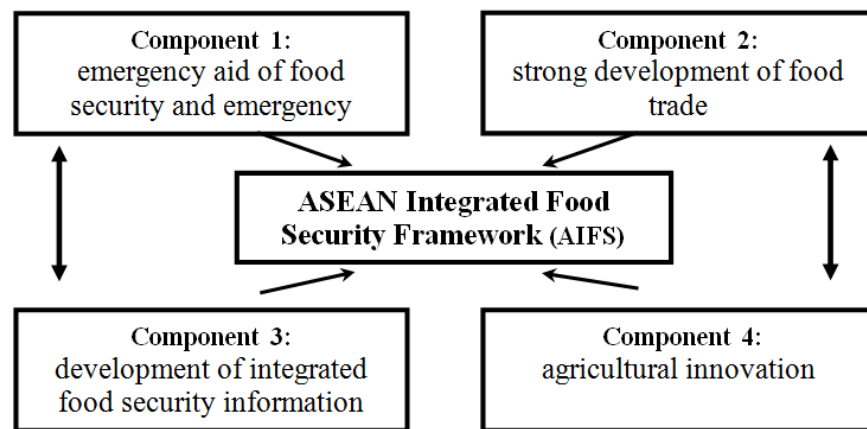 Component 1:
emergency aid of food
security and emergency
Component 2:
strong development of food
trade
ASEAN Integrated Food
Security Framework (AIFS)
Component 3:
development of integrated
food security information
Component 4:
agricultural innovation